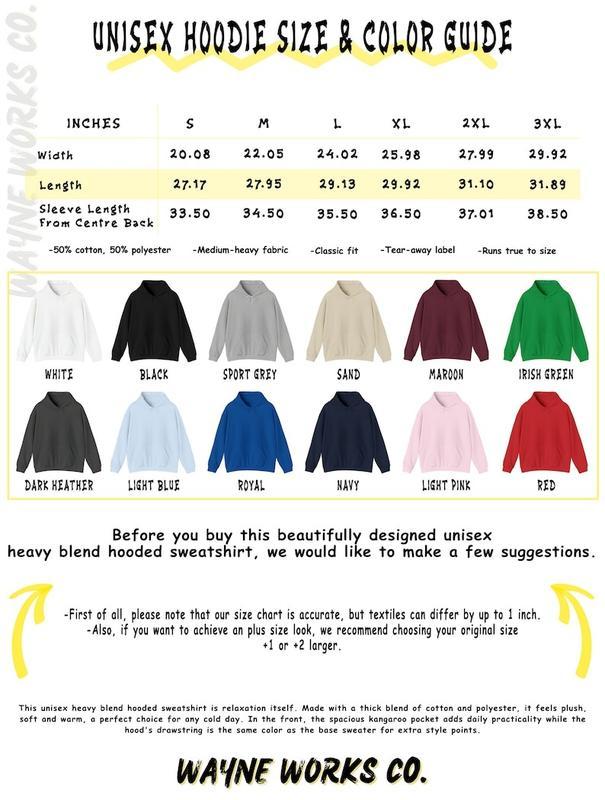 WAYNE WORKS CO.
UNISEX HOODIE SIZE & COLOR GUIDE
INCHES S M L XL 2XL 3XL
Width 20.08 22.05 24.02 25.98 27.99 29.92
Length 27.17 27.95 29.13 29.92 31.10 31.89
Sleeve Length
From Centre Back 33.50 34.50 35.50 36.50 37.01 38.50
-50% cotton, 50% polyester -Medium-heavy fabric -Classic fit -Tear-away label -Runs true to size
WHITE BLACK SPORT GREY SAND MAROON IRISH GREEN
DARK HEATHER LIGHT BLUE ROYAL NAVY LIGHT PINK RED
Before you buy this beautifully designed unisex
heavy blend hooded sweatshirt, we would like to make a few suggestions.
-First of all, please note that our size chart is accurate, but textiles can differ by up to 1 inch.
-Also, if you want to achieve an plus size look, we recommend choosing your original size
+1 or +2 larger.
This unisex heavy blend hooded sweatshirt is relaxation itself. Made with a thick blend of cotton and polyester, it feels plush,
soft and warm, a perfect choice for any cold day. In the front, the spacious kangaroo pocket adds daily practicality while the
hood's drawstring is the same color as the base sweater for extra style points.
WAYNE WORKS CO.